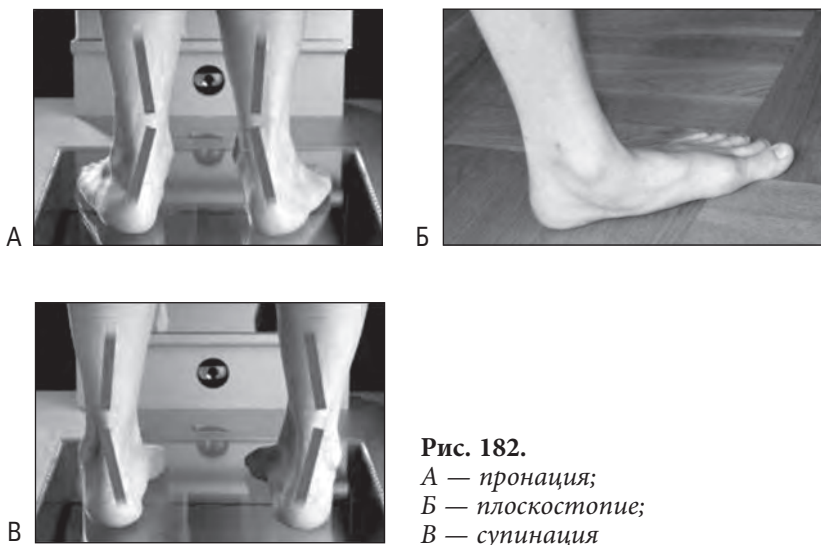 А
Б
В
Рис. 182.
А — пронация;
Б — плоскостопие;
В — супинация